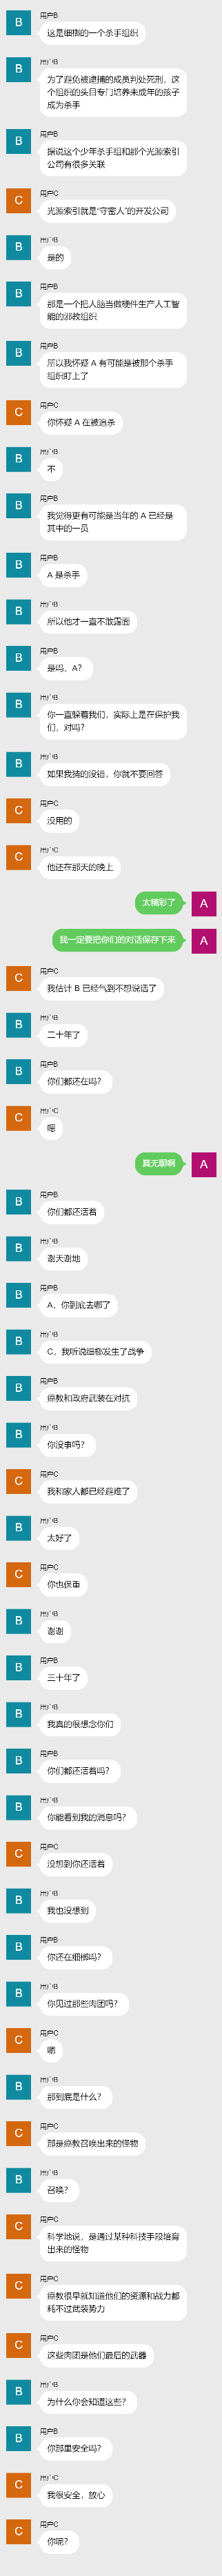 B
用户B
这是细柳的一个杀手组织
B
用户B
为了避免被逮捕的成员判处死刑，这
个组织的头目专门培养未成年的孩子
成为杀手
B
用户B
据说这个少年杀手组和那个光源索引
公司有很多关联
C
用户C
光源索引就是“守密人”的开发公司
B
用户B
是的
B
用户B
那是一个把人脑当做硬件生产人工智
能的邪教组织
B
用户B
所以我怀疑 A 有可能是被那个杀手
组织盯上了
C
用户C
你怀疑 A 在被追杀
B
用户B
不
B
用户B
我觉得更有可能是当年的 A 已经是
其中的一员
B
用户B
A 是杀手
B
用户B
所以他才一直不敢露面
B
用户B
是吗，A？
B
用户B
你一直躲着我们，实际上是在保护我
们，对吗？
B
用户B
如果我猜的没错，你就不要回答
C
用户C
没用的
C
用户C
他还在那天的晚上
太精彩了
A
我一定要把你们的对话保存下来
A
C
用户C
我估计 B 已经气到不想说话了
B
用户B
二十年了
B
用户B
你们都还在吗？
C
用户C
嗯
真无聊啊
A
B
用户B
你们都还活着
B
用户B
谢天谢地
B
用户B
A，你到底去哪了
B
用户B
C，我听说细柳发生了战争
B
用户B
癌教和政府武装在对抗
B
用户B
你没事吗？
C
用户C
我和家人都已经避难了
B
用户B
太好了
C
用户C
你也保重
B
用户B
谢谢
B
用户B
三十年了
B
用户B
我真的很想念你们
B
用户B
你们都还活着吗？
B
用户B
你能看到我的消息吗？
C
用户C
没想到你还活着
B
用户B
我也没想到
B
用户B
你还在细柳吗？
B
用户B
你见过那些肉团吗？
C
用户C
嗯
B
用户B
那到底是什么？
C
用户C
那是癌教召唤出来的怪物
B
用户B
召唤？
C
用户C
科学地说，是通过某种科技手段培育
出来的怪物
C
用户C
癌教很早就知道他们的资源和战力都
耗不过武装势力
C
用户C
这些肉团是他们最后的武器
B
用户B
为什么你会知道这些？
B
用户B
你那里安全吗？
C
用户C
我很安全，放心
C
用户C
你呢？